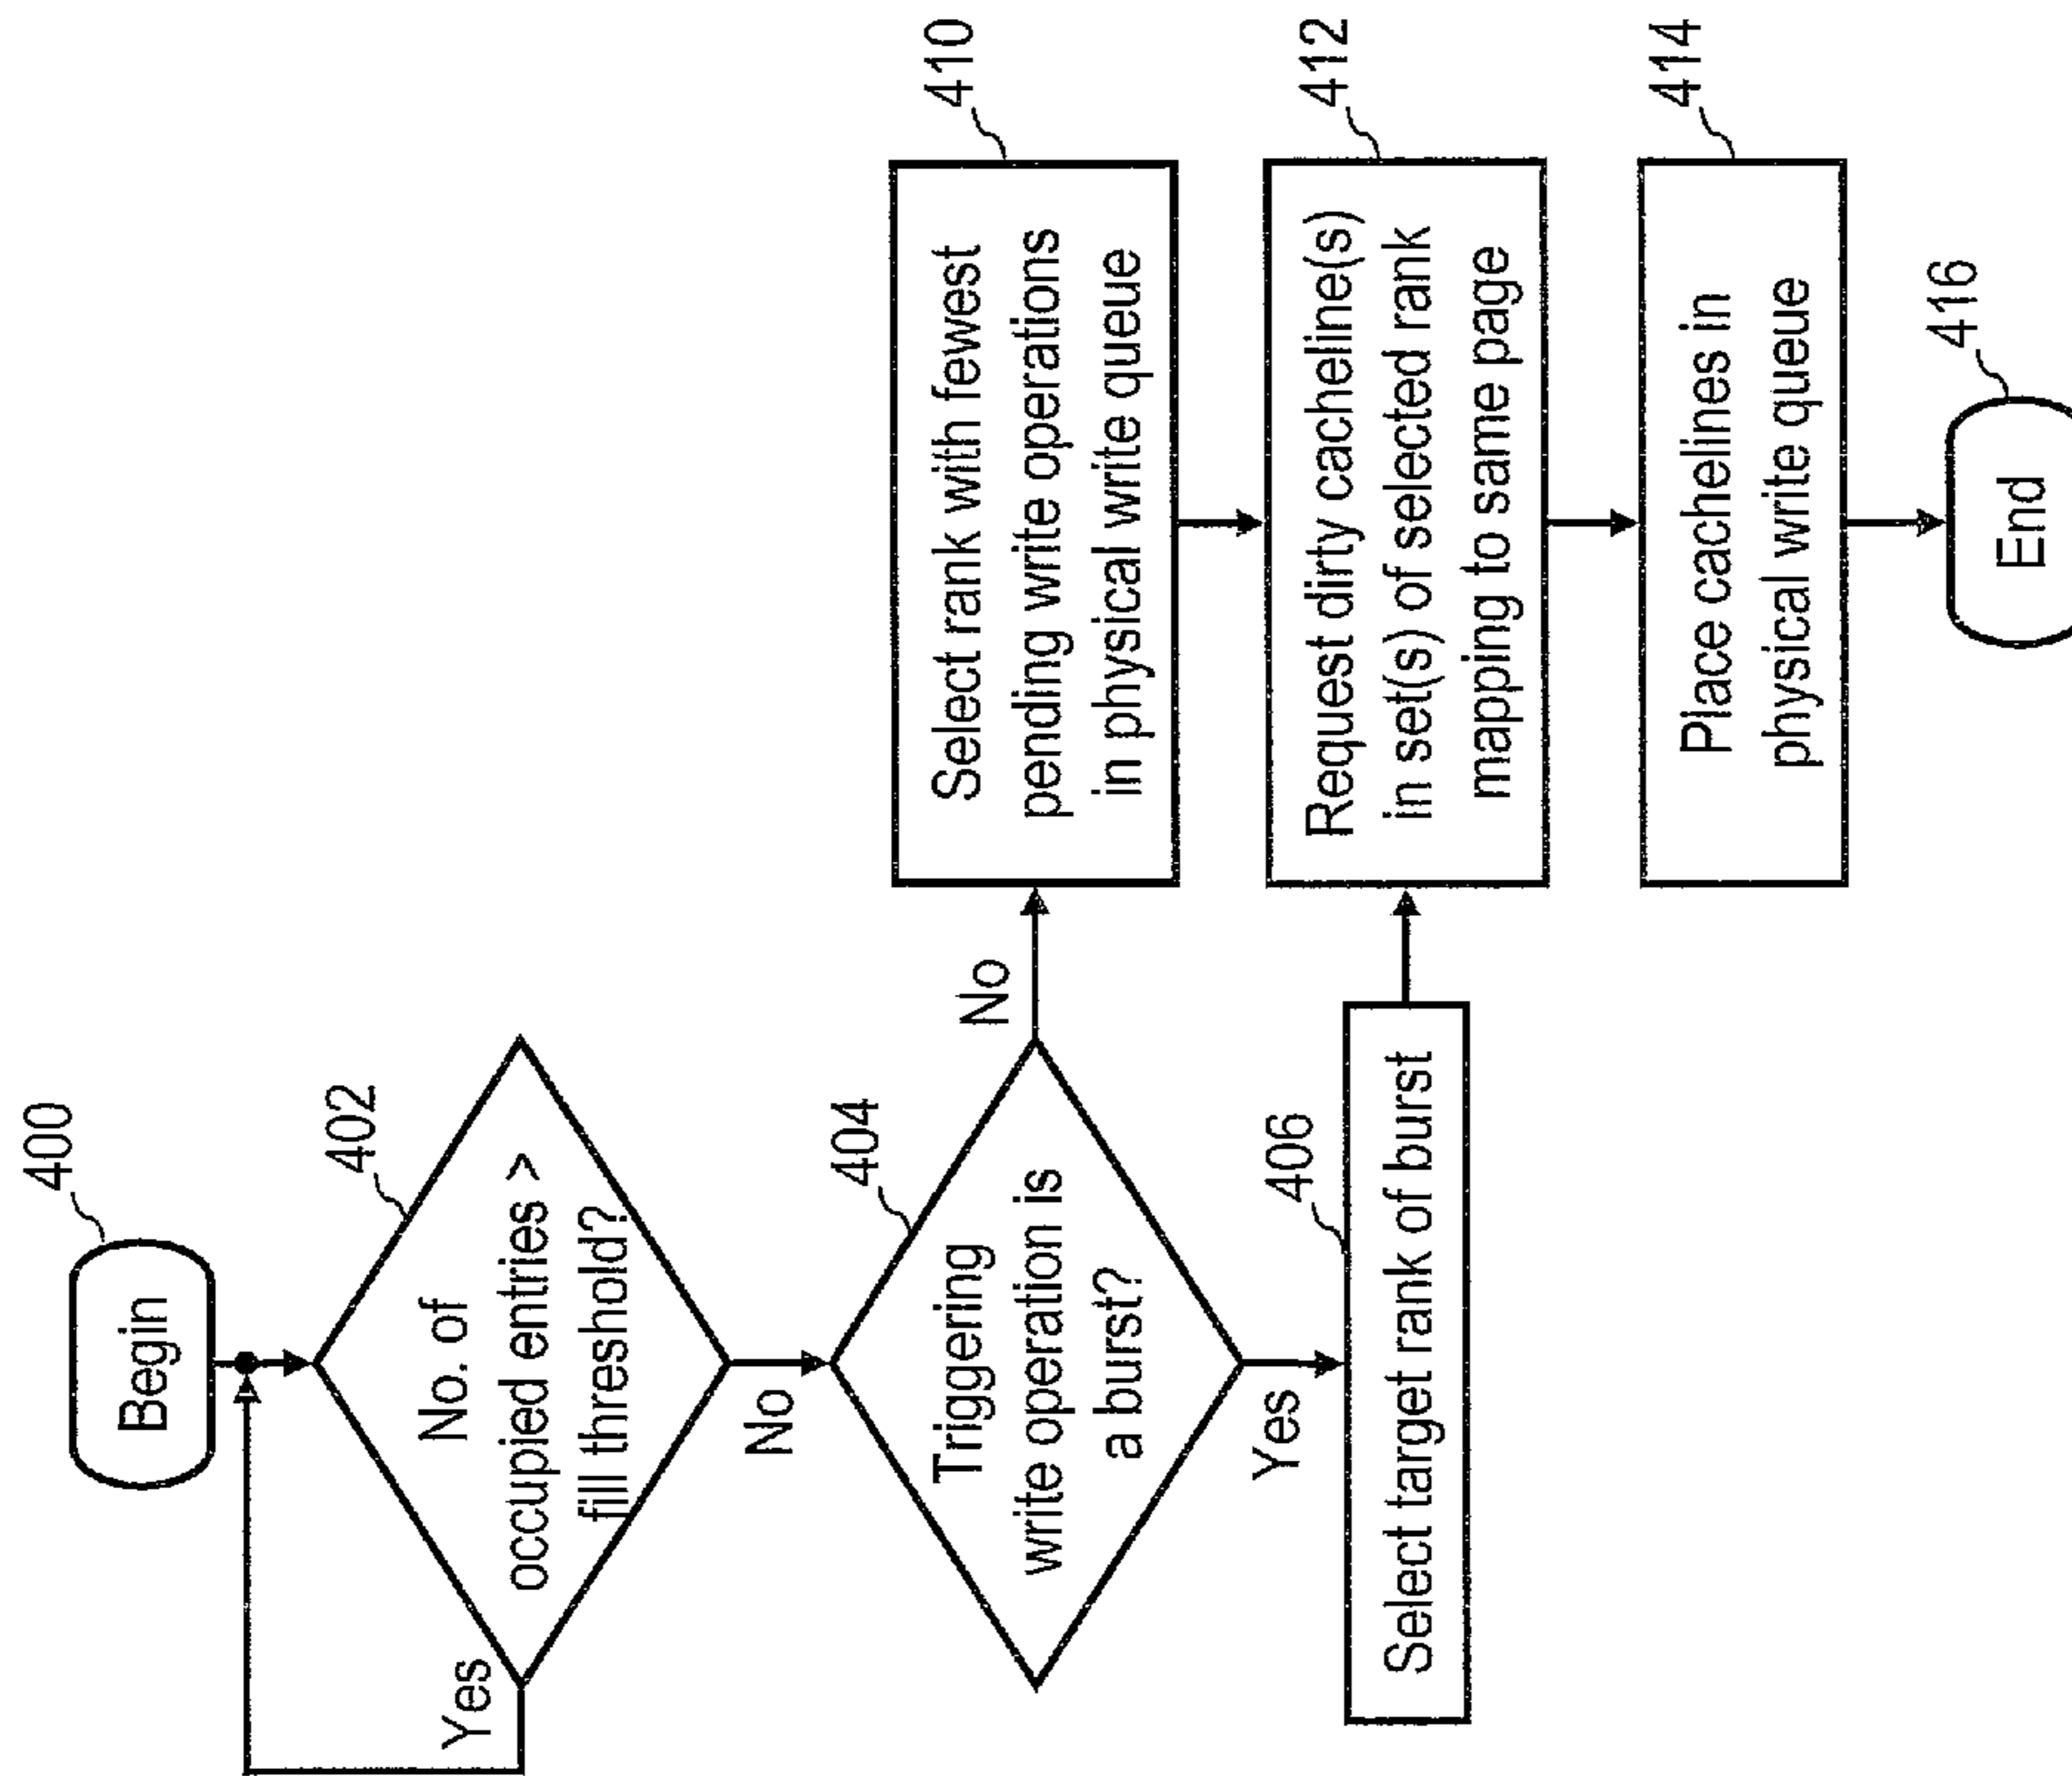 400
Begin
402
No. of
occupied entries >
fill threshold?
Yes
No
404
Triggering
write operation is
a burst?
No
Yes
406
Select target rank of burst
410
Select rank with fewest
pending write operations
in physical write queue
412
Request dirty cacheline(s)
in set(s) of selected rank
mapping to same page
414
Place cachelines in
physical write queue
416
End